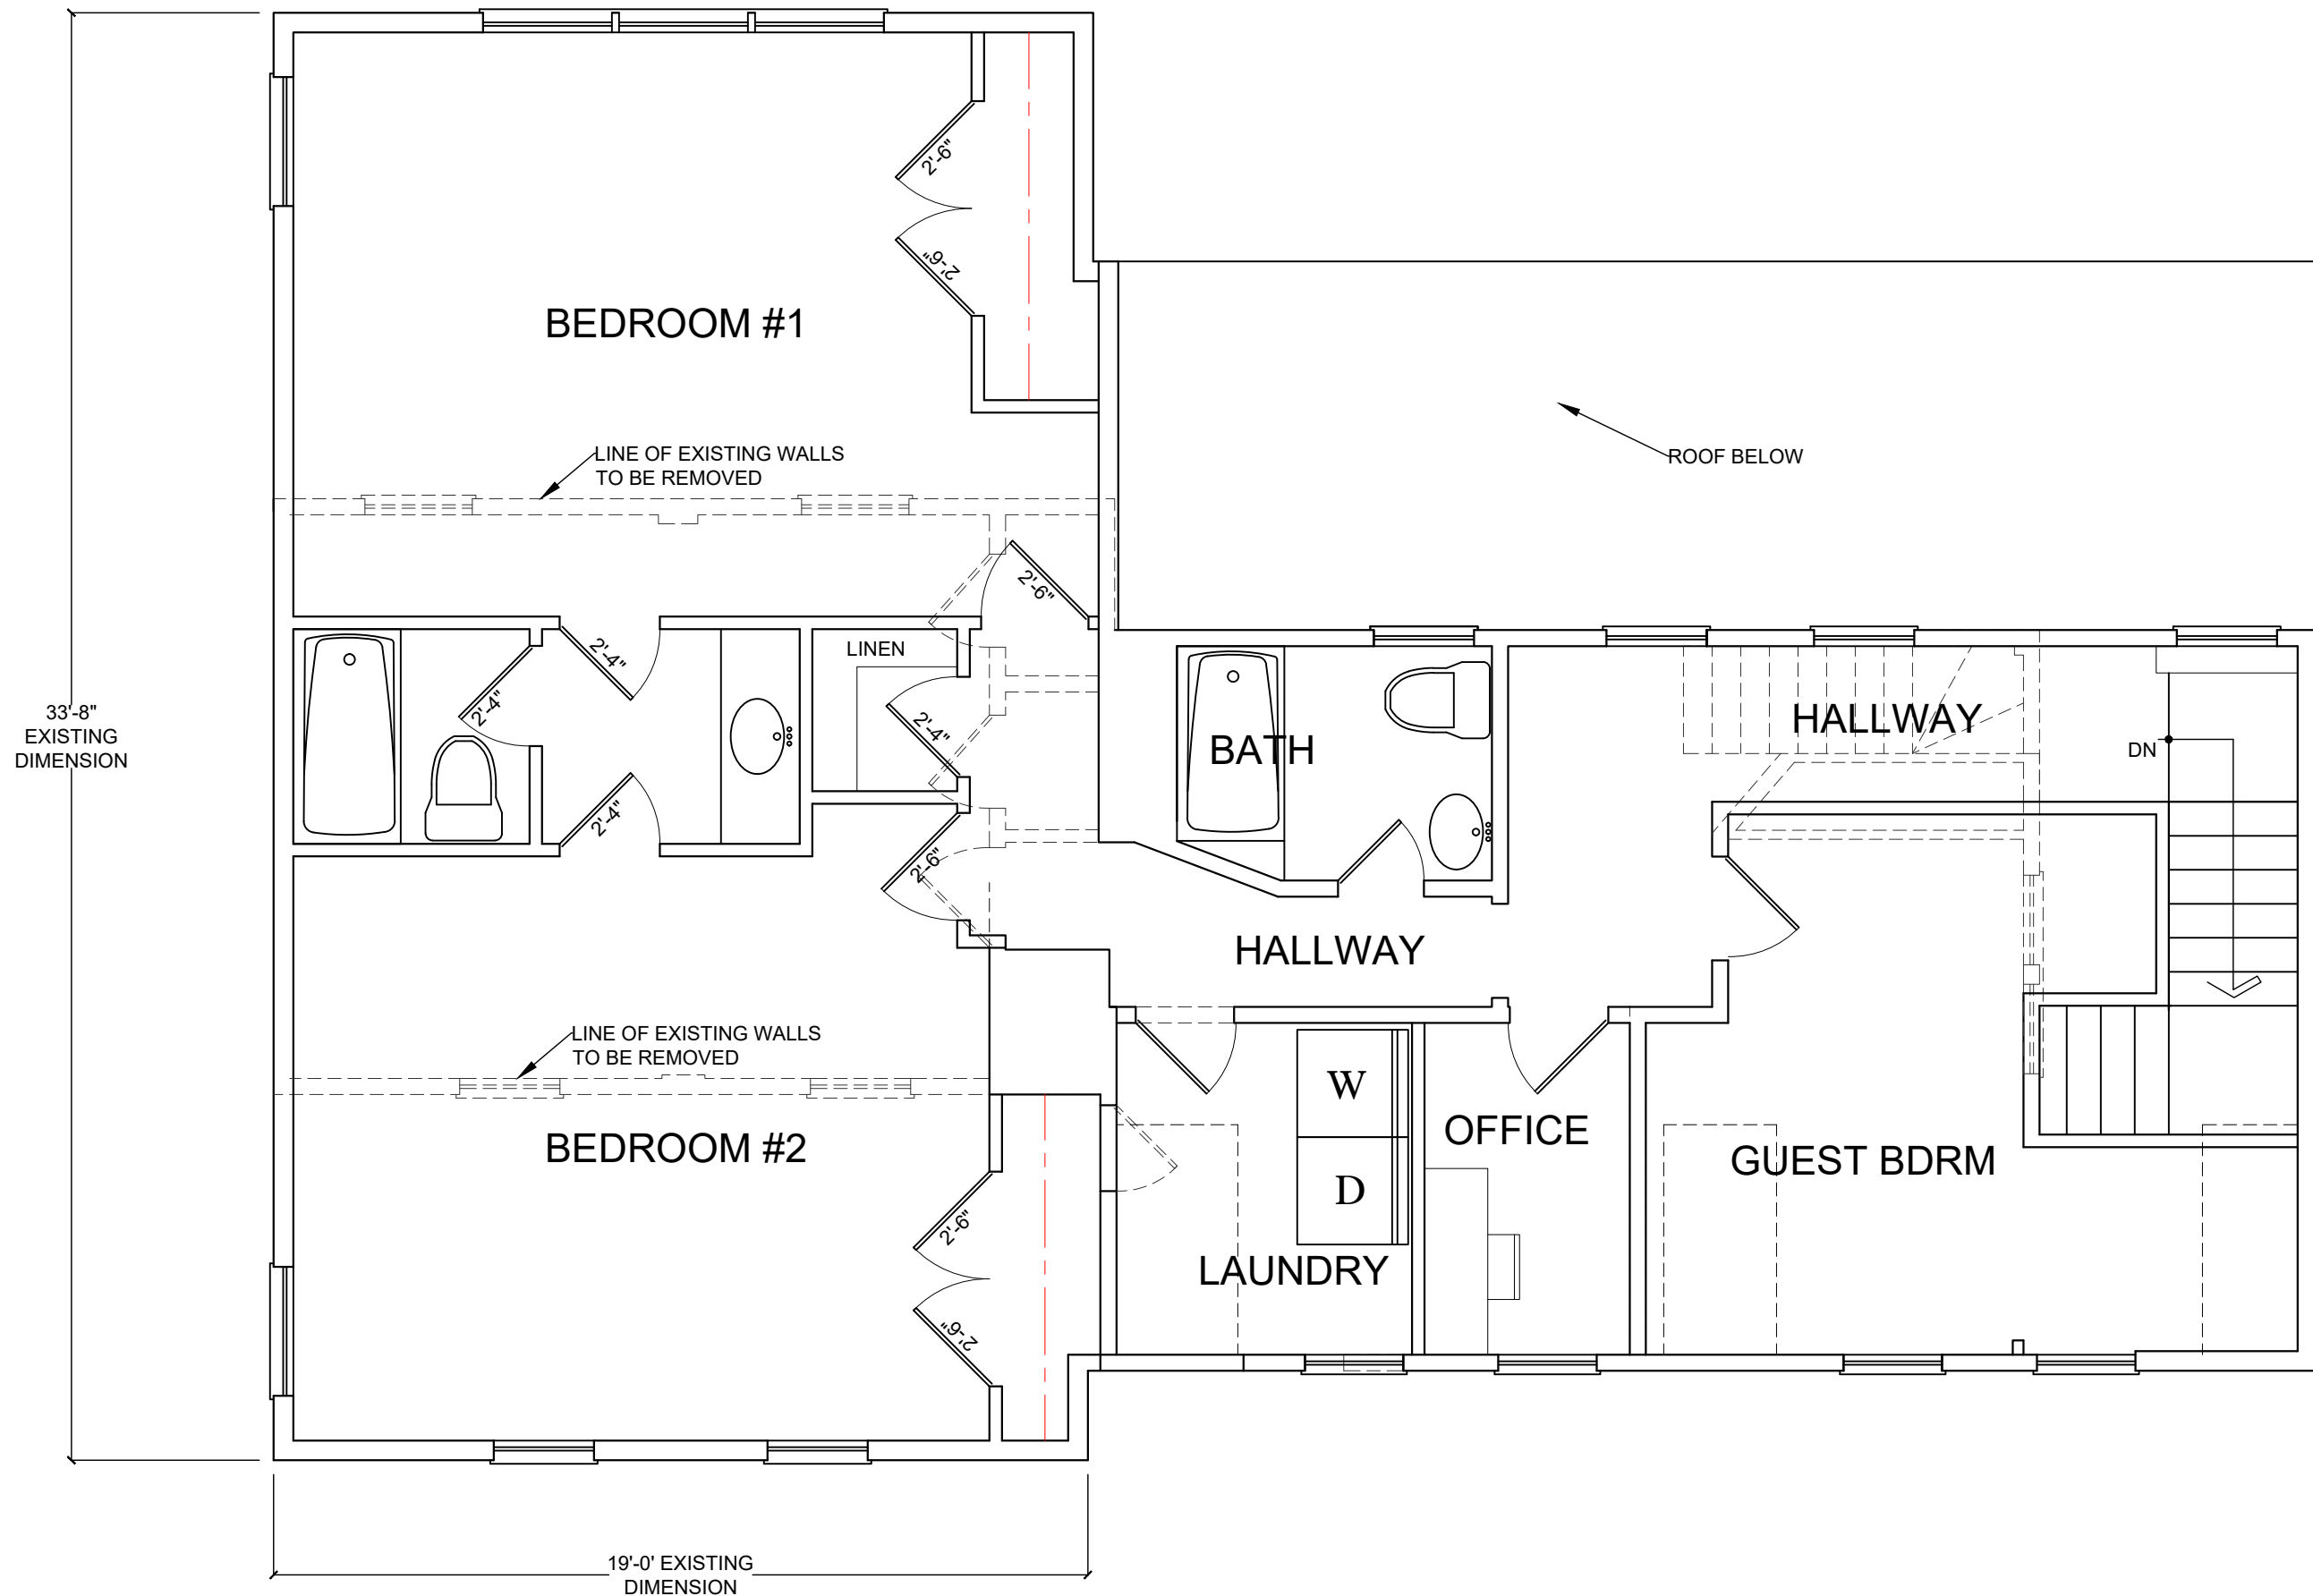 2'-6"
2'-6"
BEDROOM #1
LINE OF EXISTING WALLS
TO BE REMOVED
ROOF BELOW
2'-6"
2'-4"
LINEN
2'-4"
2'-4"
33'-8"
EXISTING
DIMENSION
BATH
HALLWAY
DN
2'-4"
2'-6"
HALLWAY
LINE OF EXISTING WALLS
TO BE REMOVED
W
BEDROOM #2
OFFICE
GUEST BDRM
D
2'-6"
LAUNDRY
2'-6"
19'-0' EXISTING
DIMENSION